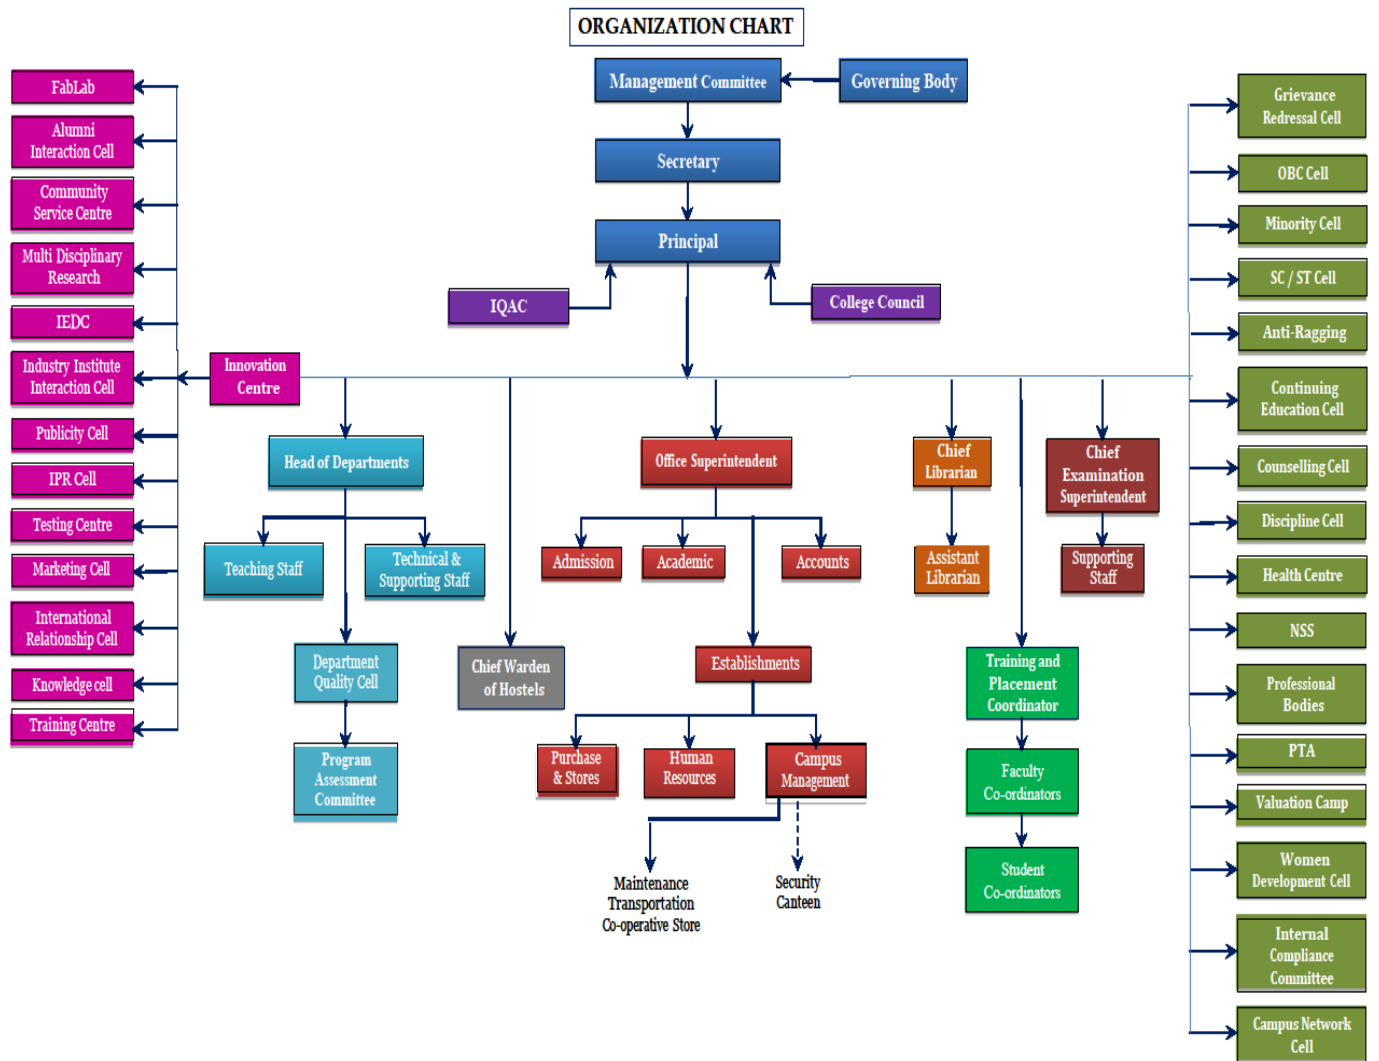 ORGANIZATION CHART
Management Committee
Governing Body
Secretary
Principal
IQAC
College Council
FabLab
Alumni
Interaction Cell
Community
Service Centre
Multi Disciplinary
Research
IEDC
Industry Institute
Interaction Cell
Publicity Cell
IPR Cell
Testing Centre
Marketing Cell
International
Relationship Cell
Knowledge cell
Training Centre
Innovation
Centre
Head of Departments
Teaching Staff
Technical &
Supporting Staff
Department
Quality Cell
Program
Assessment
Committee
Chief Warden
of Hostels
Office Superintendent
Admission
Academic
Accounts
Establishments
Purchase
& Stores
Human
Resources
Campus
Management
Maintenance
Transportation
Co-operative Store
Security
Canteen
Chief
Librarian
Assistant
Librarian
Training and
Placement
Coordinator
Faculty
Co-ordinators
Student
Co-ordinators
Chief
Examination
Superintendent
Supporting
Staff
Grievance
Redressal Cell
OBC Cell
Minority Cell
SC / ST Cell
Anti-Ragging
Continuing
Education Cell
Counselling Cell
Discipline Cell
Health Centre
NSS
Professional
Bodies
PTA
Valuation Camp
Women
Development Cell
Internal
Compliance
Committee
Campus Network
Cell